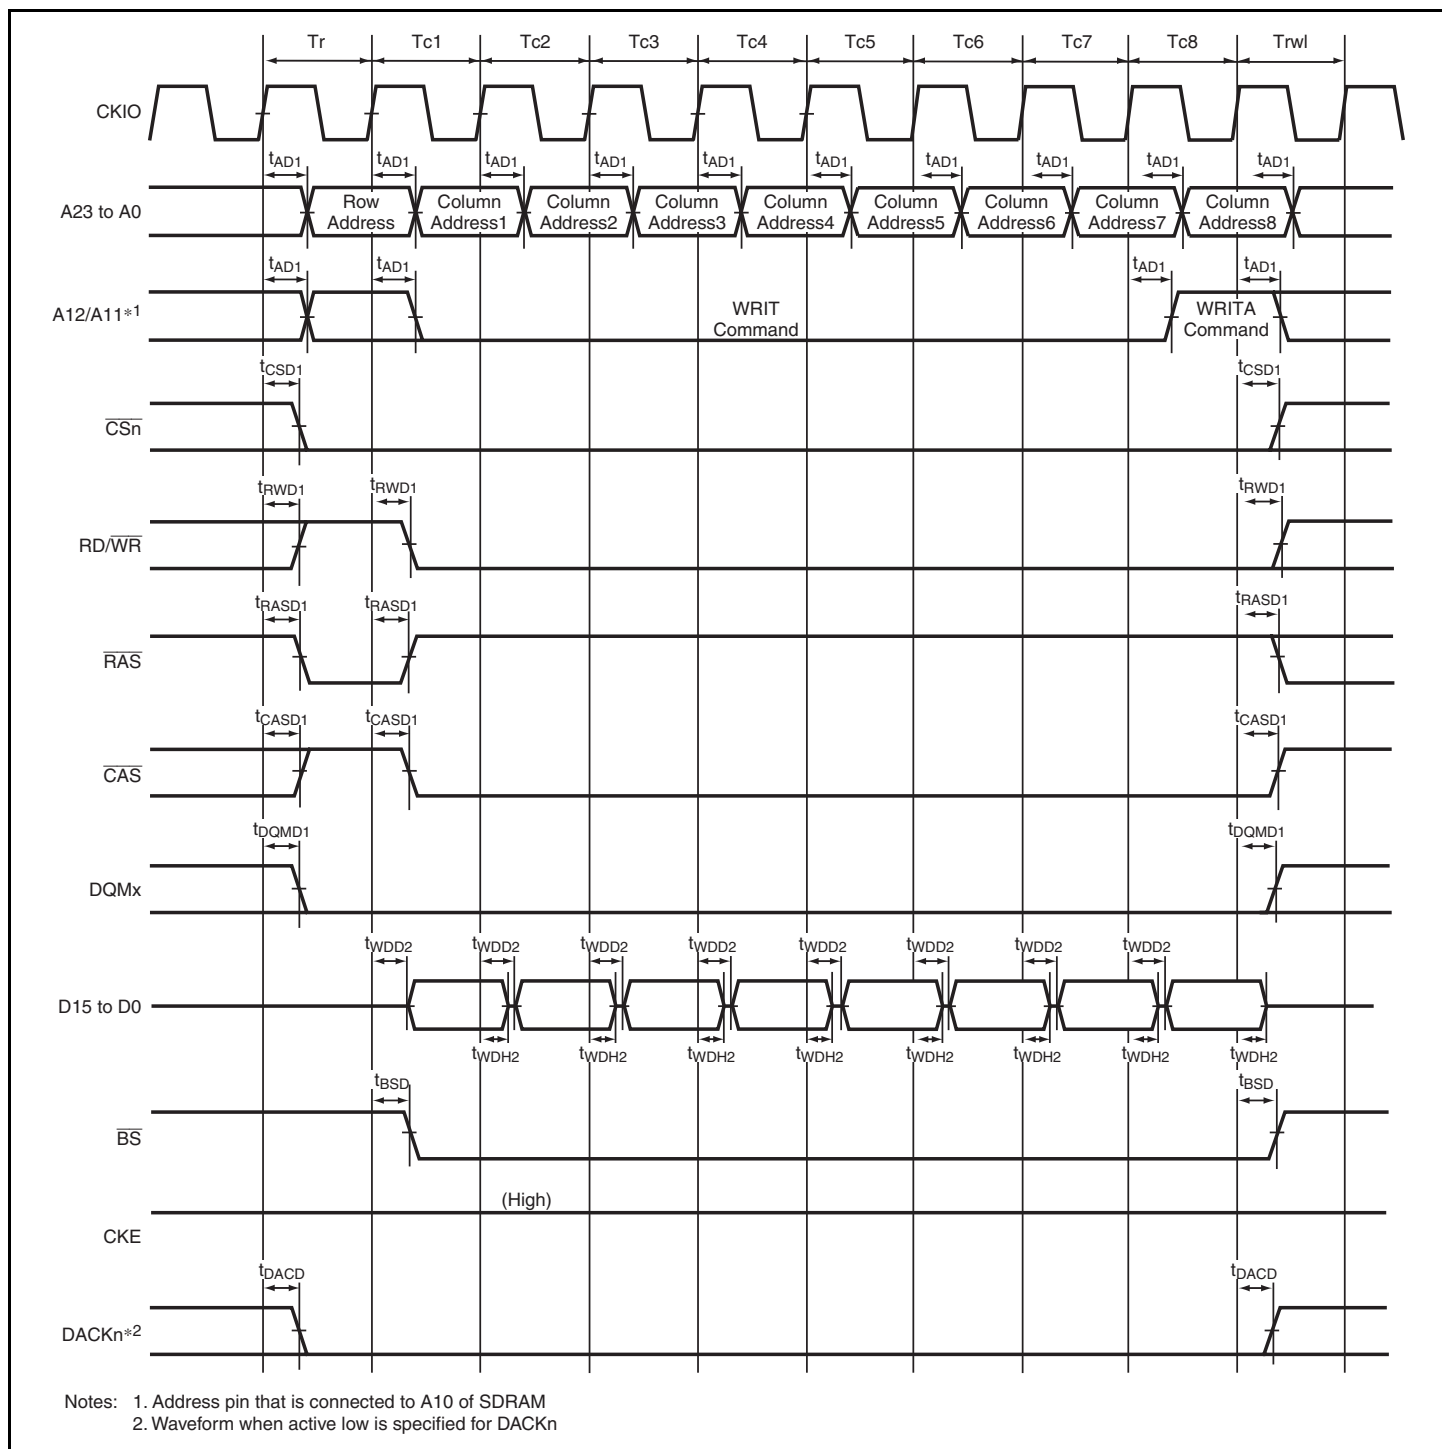 Tr Tc1 Tc2 Tc3 Tc4 Tc5 Tc6 Tc7 Tc8 Trwl
CKIO
tAD1 tAD1 tAD1 tAD1 tAD1 tAD1 tAD1 tAD1 tAD1 tAD1
A23 to A0
Row Address
Column Address1
Column Address2
Column Address3
Column Address4
Column Address5
Column Address6
Column Address7
Column Address8
tAD1 tAD1 tAD1 tAD1
A12/A11*1
WRIT Command
WRITA Command
tCSD1 tCSD1
CSn
tRWD1 tRWD1 tRWD1
RD/WR
tRASD1 tRASD1 tRASD1
RAS
tCASD1 tCASD1 tCASD1
CAS
tDQMD1 tDQMD1
DQMx
tWDD2 tWDD2 tWDD2 tWDD2 tWDD2 tWDD2 tWDD2 tWDD2
D15 to D0
tWDH2 tWDH2 tWDH2 tWDH2 tWDH2 tWDH2 tWDH2 tWDH2
tBSD tBSD
BS
(High)
CKE
tDACD tDACD
DACKn*2
Notes: 1. Address pin that is connected to A10 of SDRAM
2. Waveform when active low is specified for DACKn